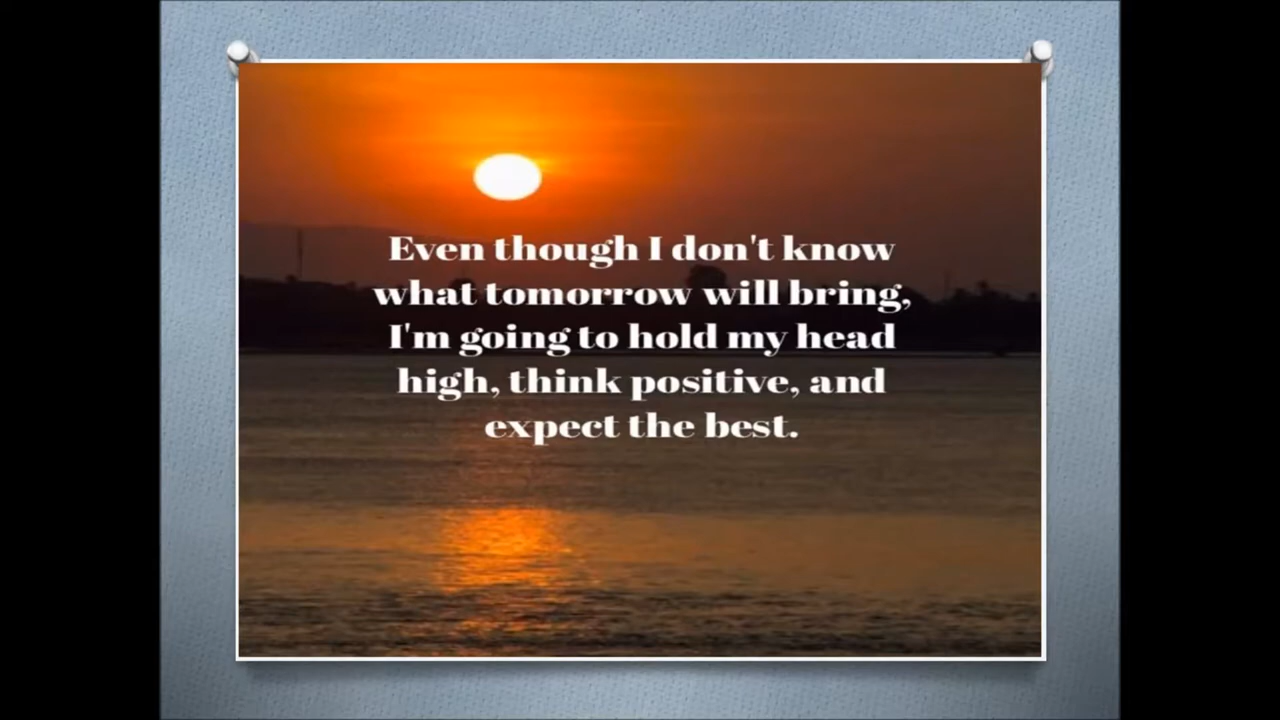 Even though I don't know
what tomorrow will bring,
I'm going to hold my head
high, think positive, and
expect the best.